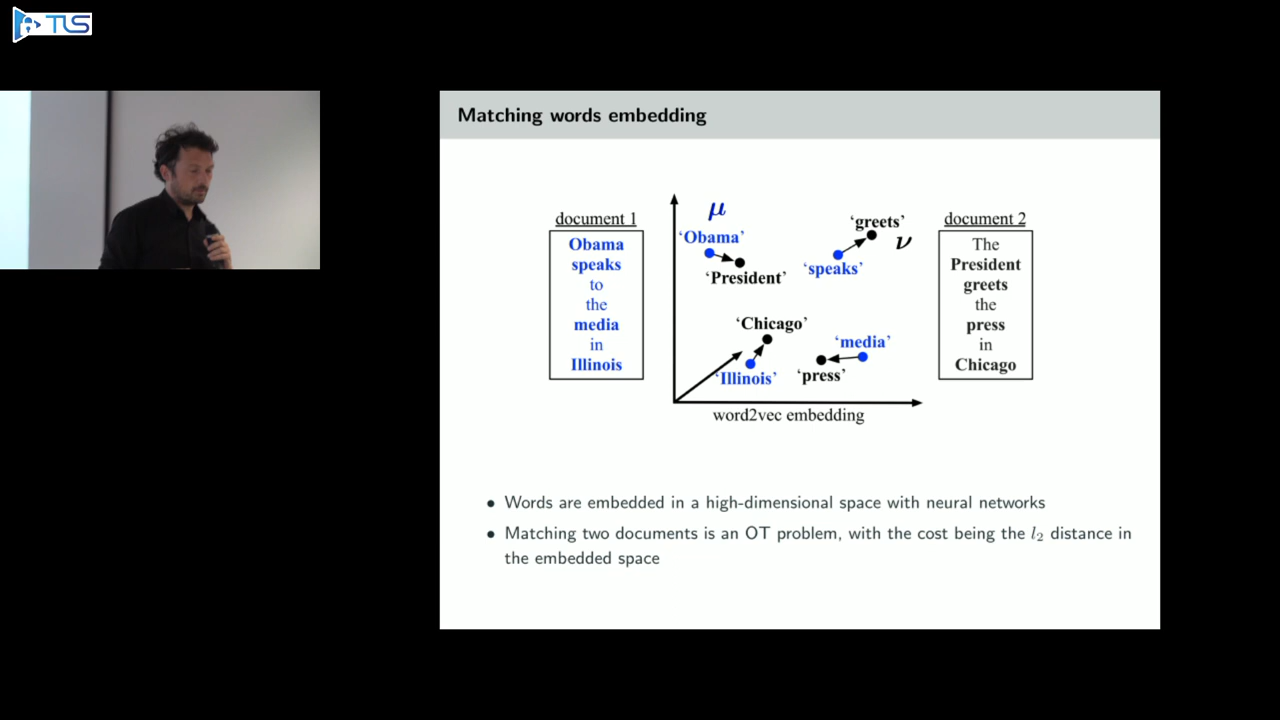 TLS
Matching words embedding
document 1
Obama
speaks
to
the
media
in
Illinois
μ
‘Obama’
‘President’
‘greets’
ν
‘speaks’
‘Chicago’
‘Illinois’
‘media’
‘press’
word2vec embedding
document 2
The
President
greets
the
press
in
Chicago
• Words are embedded in a high-dimensional space with neural networks
• Matching two documents is an OT problem, with the cost being the l₂ distance in
the embedded space